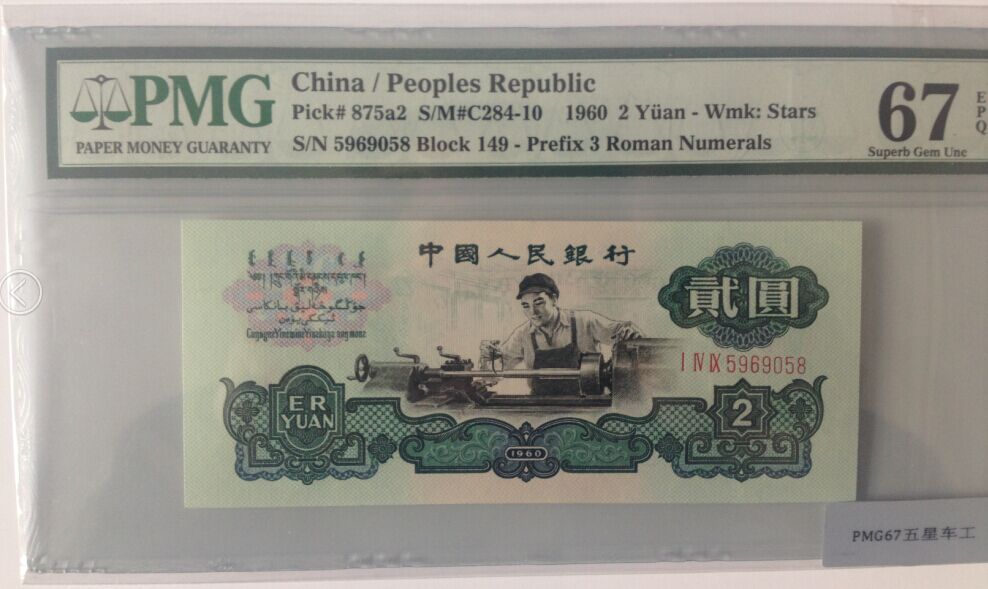 PMG
PAPER MONEY GUARANTY
China / Peoples Republic
Pick# 875a2 S/M#C284-10 1960 2 Yüan - Wmk: Stars
S/N 5969058 Block 149 - Prefix 3 Roman Numerals
67
EPQ
Superb Gem Unc
中國人民銀行
貳圓
I IV IX 5969058
ER
YUAN
2
1960
PMG67五星车工